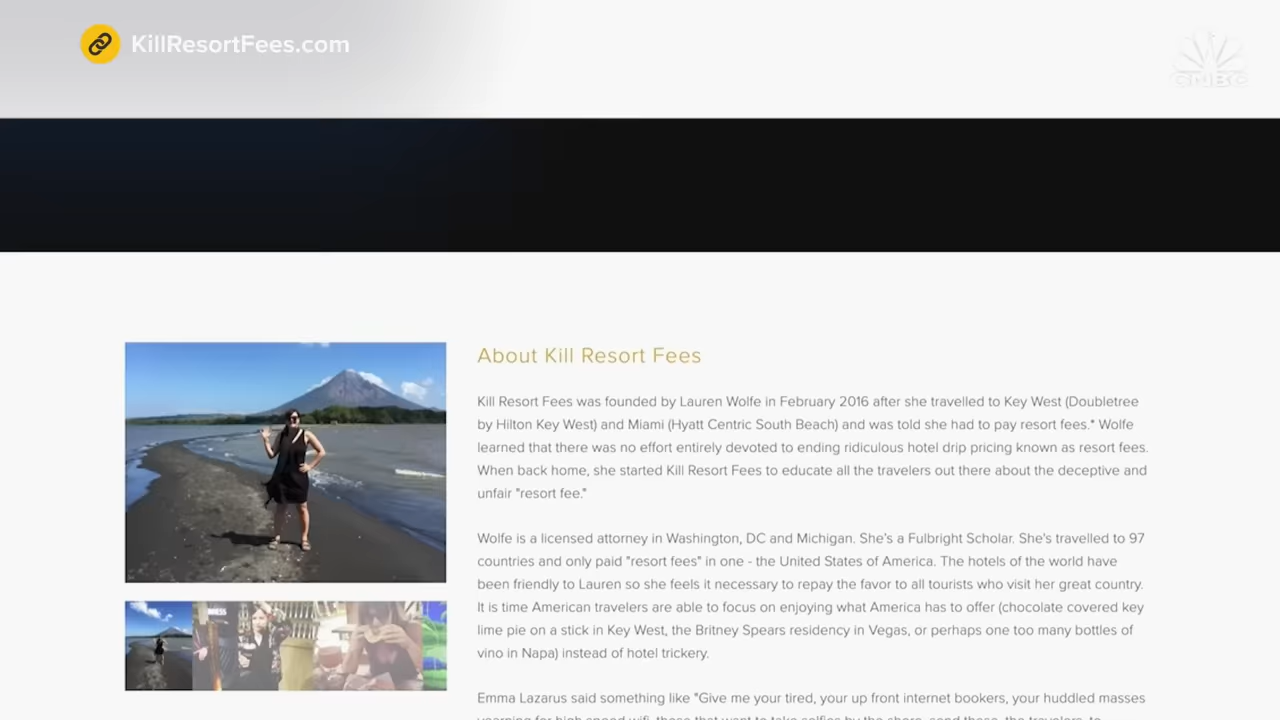 KillResortFees.com
CNBC
About Kill Resort Fees
Kill Resort Fees was founded by Lauren Wolfe in February 2016 after she travelled to Key West (Doubletree
by Hilton Key West) and Miami (Hyatt Centric South Beach) and was told she had to pay resort fees.* Wolfe
learned that there was no effort entirely devoted to ending ridiculous hotel drip pricing known as resort fees.
When back home, she started Kill Resort Fees to educate all the travelers out there about the deceptive and
unfair "resort fee."
Wolfe is a licensed attorney in Washington, DC and Michigan. She's a Fulbright Scholar. She's travelled to 97
countries and only paid "resort fees" in one - the United States of America. The hotels of the world have
been friendly to Lauren so she feels it necessary to repay the favor to all tourists who visit her great country.
It is time American travelers are able to focus on enjoying what America has to offer (chocolate covered key
lime pie on a stick in Key West, the Britney Spears residency in Vegas, or perhaps one too many bottles of
vino in Napa) instead of hotel trickery.
Emma Lazarus said something like "Give me your tired, your up front internet bookers, your huddled masses